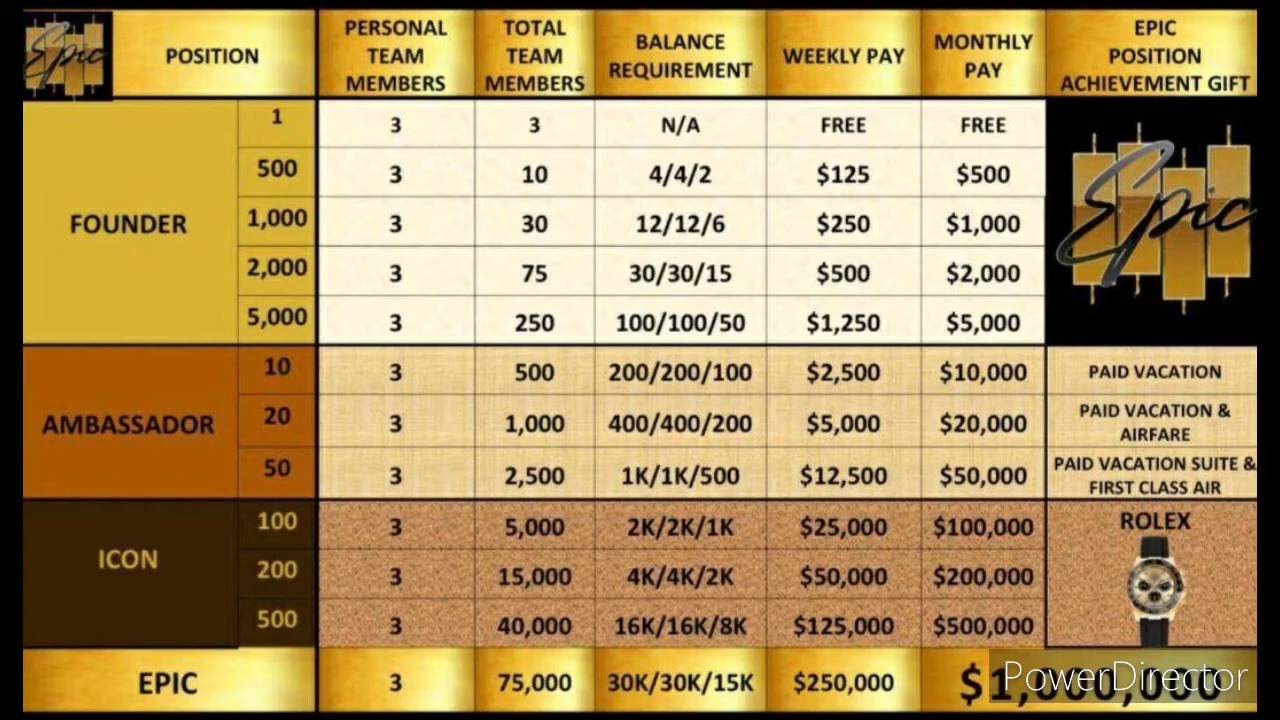 Epic
POSITION
PERSONAL
TEAM
MEMBERS
TOTAL
TEAM
MEMBERS
BALANCE
REQUIREMENT
WEEKLY PAY
MONTHLY
PAY
EPIC
POSITION
ACHIEVEMENT GIFT
FOUNDER
1 3 3 N/A FREE FREE
500 3 10 4/4/2 $125 $500
1,000 3 30 12/12/6 $250 $1,000
2,000 3 75 30/30/15 $500 $2,000
5,000 3 250 100/100/50 $1,250 $5,000
Epic
AMBASSADOR
10 3 500 200/200/100 $2,500 $10,000 PAID VACATION
20 3 1,000 400/400/200 $5,000 $20,000 PAID VACATION &
AIRFARE
50 3 2,500 1K/1K/500 $12,500 $50,000 PAID VACATION SUITE &
FIRST CLASS AIR
ICON
100 3 5,000 2K/2K/1K $25,000 $100,000 ROLEX
200 3 15,000 4K/4K/2K $50,000 $200,000
500 3 40,000 16K/16K/8K $125,000 $500,000
EPIC 3 75,000 30K/30K/15K $250,000 $1,000,000
PowerDirector